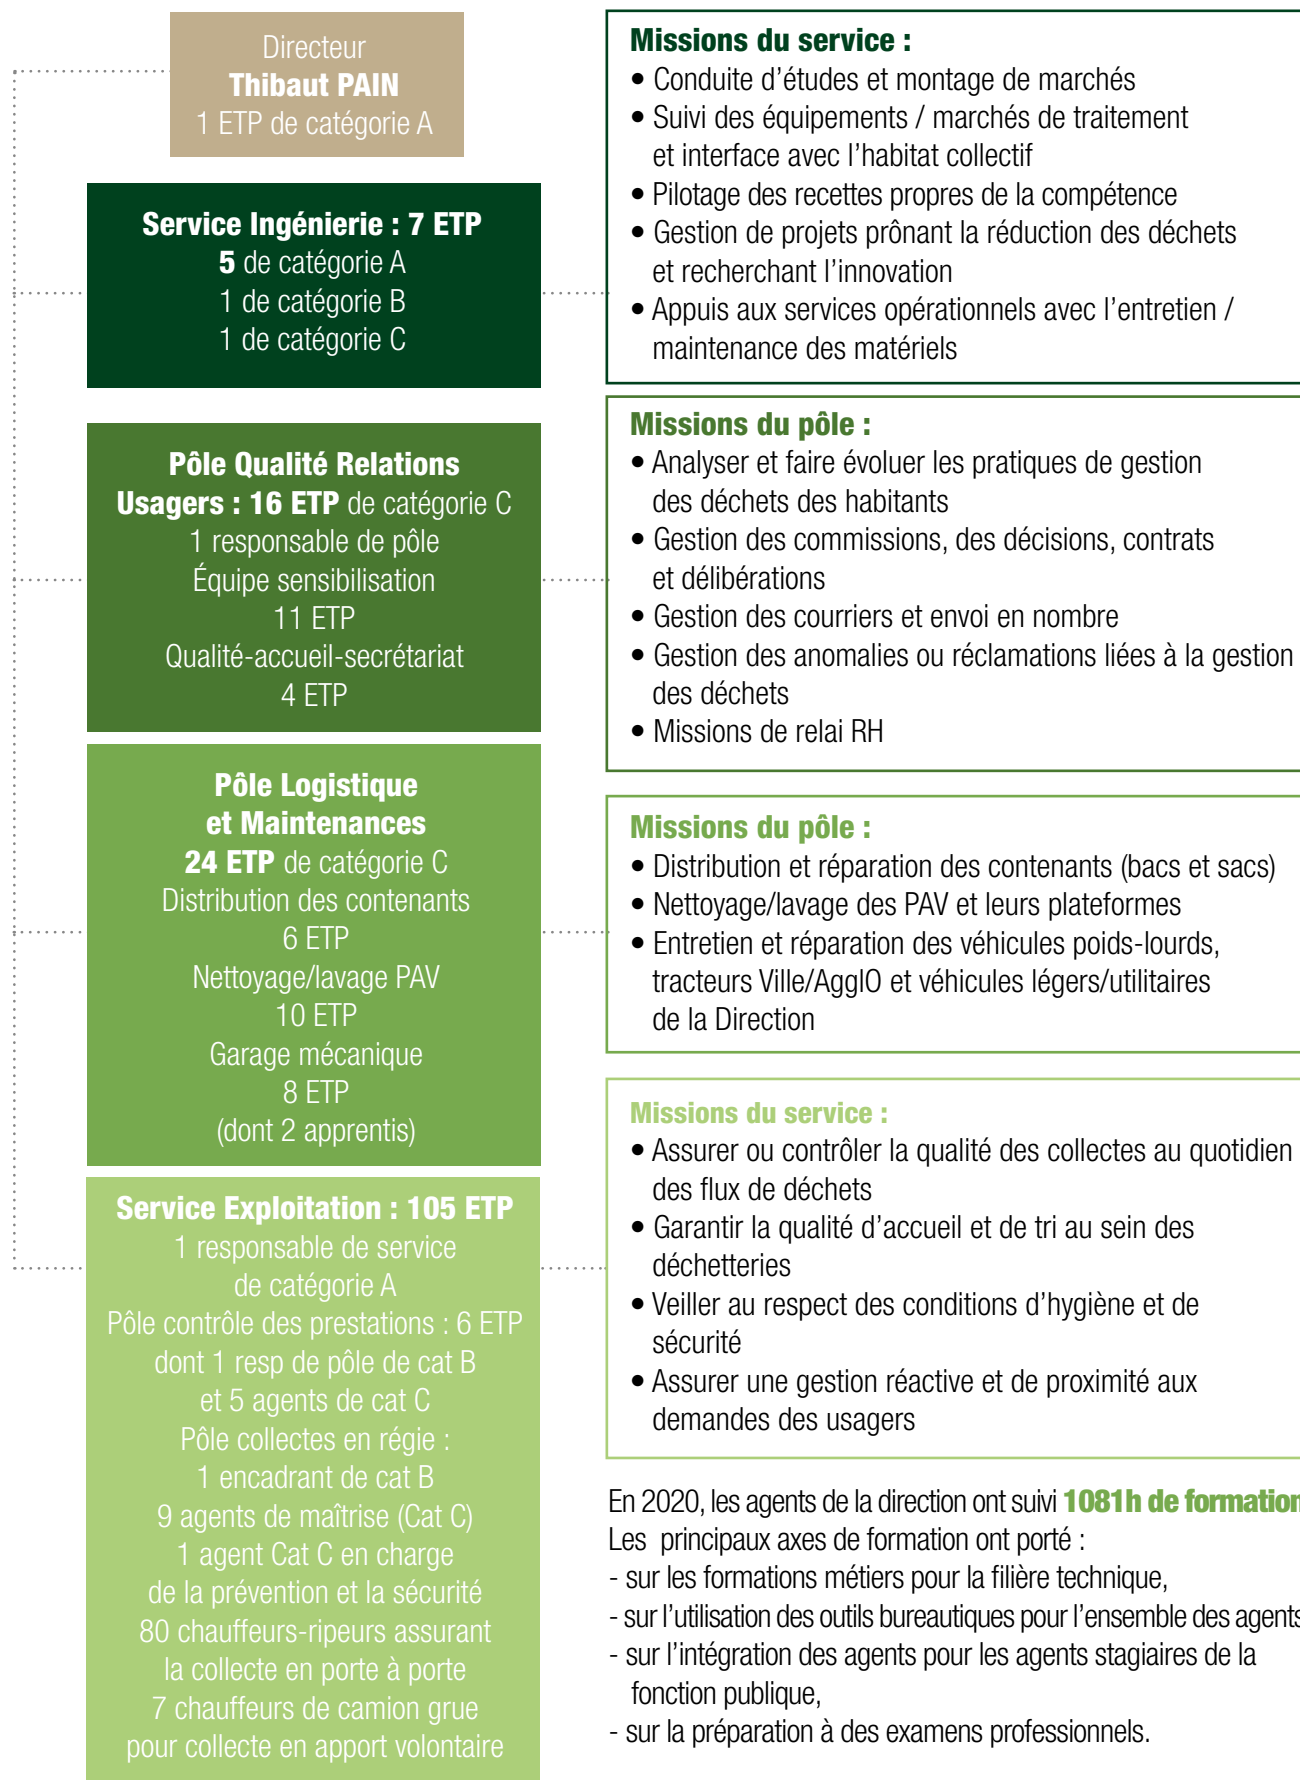 Directeur
Thibaut PAIN
1 ETP de catégorie A
Service Ingénierie : 7 ETP
5 de catégorie A
1 de catégorie B
1 de catégorie C
Missions du service :
• Conduite d’études et montage de marchés
• Suivi des équipements / marchés de traitement
et interface avec l’habitat collectif
• Pilotage des recettes propres de la compétence
• Gestion de projets prônant la réduction des déchets
et recherchant l’innovation
• Appuis aux services opérationnels avec l’entretien /
maintenance des matériels
Pôle Qualité Relations
Usagers : 16 ETP de catégorie C
1 responsable de pôle
Équipe sensibilisation
11 ETP
Qualité-accueil-secrétariat
4 ETP
Missions du pôle :
• Analyser et faire évoluer les pratiques de gestion
des déchets des habitants
• Gestion des commissions, des décisions, contrats
et délibérations
• Gestion des courriers et envoi en nombre
• Gestion des anomalies ou réclamations liées à la gestion
des déchets
• Missions de relai RH
Pôle Logistique
et Maintenances
24 ETP de catégorie C
Distribution des contenants
6 ETP
Nettoyage/lavage PAV
10 ETP
Garage mécanique
8 ETP
(dont 2 apprentis)
Missions du pôle :
• Distribution et réparation des contenants (bacs et sacs)
• Nettoyage/lavage des PAV et leurs plateformes
• Entretien et réparation des véhicules poids-lourds,
tracteurs Ville/AgglO et véhicules légers/utilitaires
de la Direction
Service Exploitation : 105 ETP
1 responsable de service
de catégorie A
Pôle contrôle des prestations : 6 ETP
dont 1 resp de pôle de cat B
et 5 agents de cat C
Pôle collectes en régie :
1 encadrant de cat B
9 agents de maîtrise (Cat C)
1 agent Cat C en charge
de la prévention et la sécurité
80 chauffeurs-ripeurs assurant
la collecte en porte à porte
7 chauffeurs de camion grue
pour collecte en apport volontaire
Missions du service :
• Assurer ou contrôler la qualité des collectes au quotidien
des flux de déchets
• Garantir la qualité d’accueil et de tri au sein des
déchetteries
• Veiller au respect des conditions d’hygiène et de
sécurité
• Assurer une gestion réactive et de proximité aux
demandes des usagers
En 2020, les agents de la direction ont suivi 1081h de formation
Les principaux axes de formation ont porté :
- sur les formations métiers pour la filière technique,
- sur l’utilisation des outils bureautiques pour l’ensemble des agents
- sur l’intégration des agents pour les agents stagiaires de la
fonction publique,
- sur la préparation à des examens professionnels.